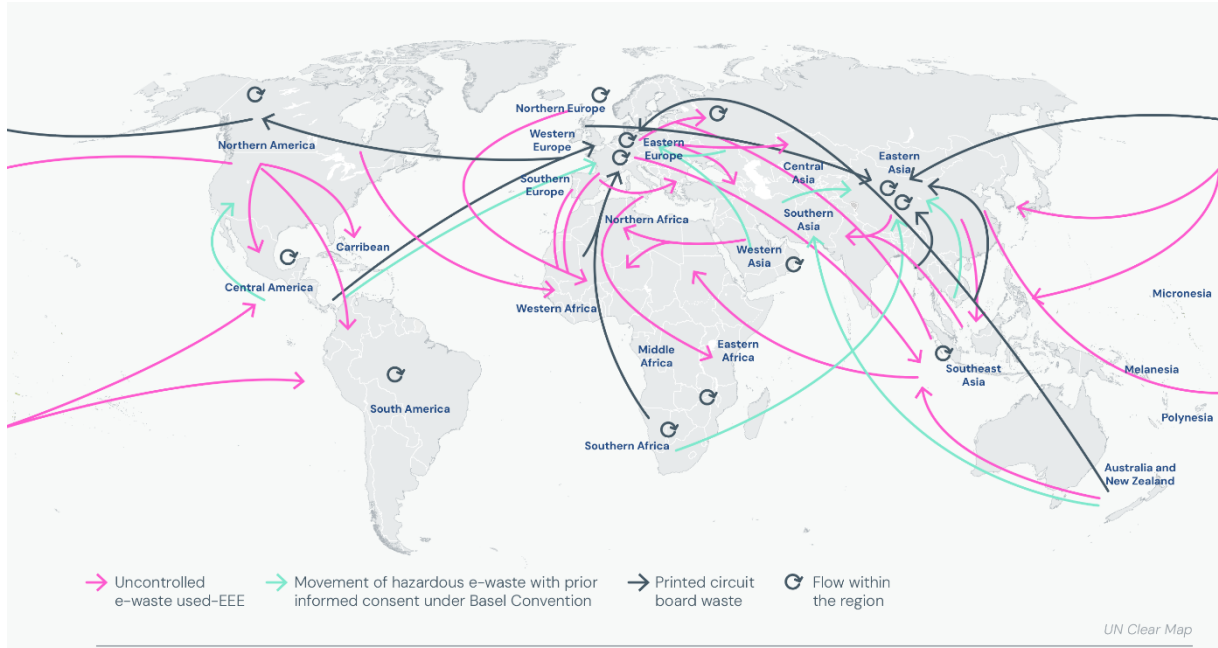 Northern Europe
Northern America
Western
Europe
Eastern
Europe
Eastern
Asia
Central
Asia
Southern
Europe
Northern Africa
Southern
Asia
Carribean
Western
Asia
Central America
Western Africa
Micronesia
Middle
Africa
Eastern
Africa
Southeast
Asia
Melanesia
South America
Polynesia
Southern Africa
Australia and
New Zealand
Uncontrolled
e-waste used-EEE
Movement of hazardous e-waste with prior
informed consent under Basel Convention
Printed circuit
board waste
Flow within
the region
UN Clear Map